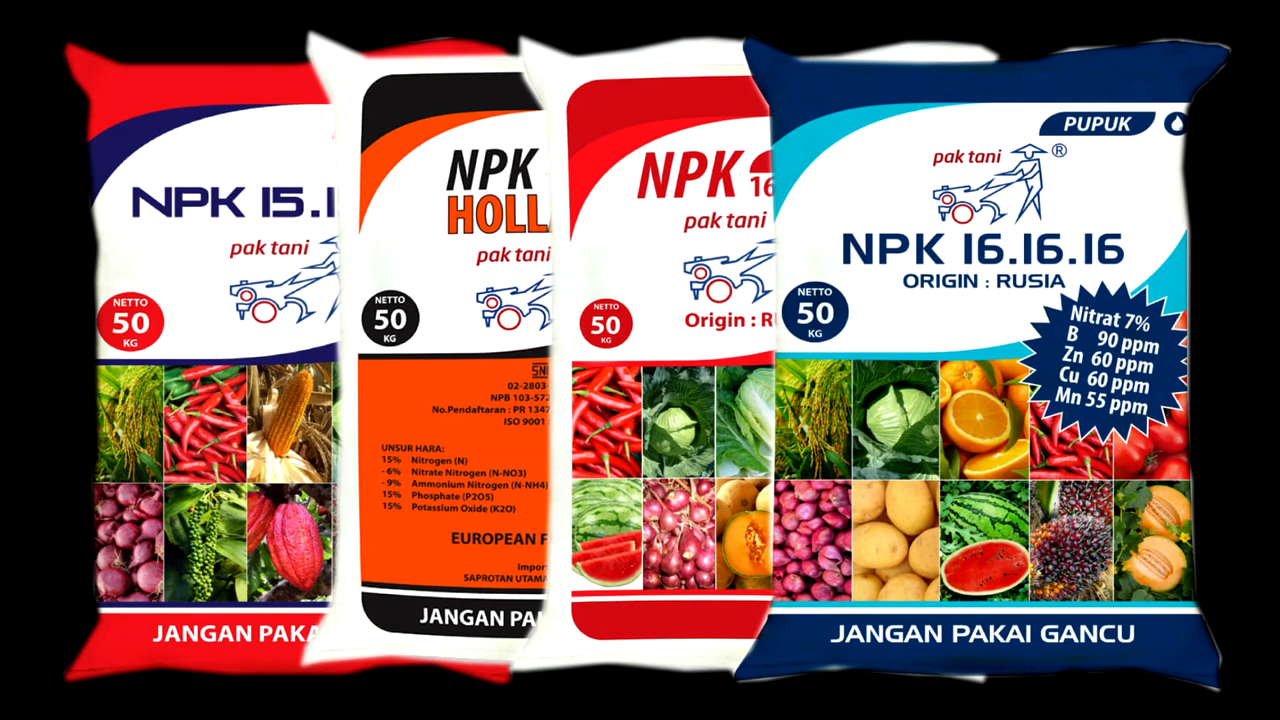 NPK 15.1
pak tani
NETTO
50
KG
JANGAN PAKA
NPK
HOLL
pak tani
NETTO
50
KG
SNI
02-2803-
NPB 103-572
No.Pendaftaran : PR 1347
ISO 9001 :
UNSUR HARA:
15% Nitrogen (N)
- 6% Nitrate Nitrogen (N-NO3)
- 9% Ammonium Nitrogen (N-NH4)
15% Phosphate (P2O5)
15% Potassium Oxide (K2O)
EUROPEAN F
Impor
SAPROTAN UTAMA
JANGAN PA
NPK
16
pak tani
Origin : RU
NETTO
50
KG
PUPUK
pak tani ®
NPK 16.16.16
ORIGIN : RUSIA
NETTO
50
KG
Nitrat 7%
B 90 ppm
Zn 60 ppm
Cu 60 ppm
Mn 55 ppm
JANGAN PAKAI GANCU